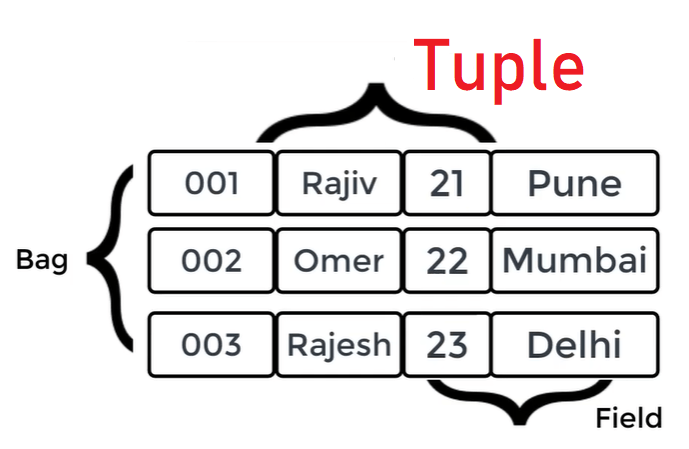 Tuple
001 Rajiv 21 Pune
Bag
002 Omer 22 Mumbai
003 Rajesh 23 Delhi
Field